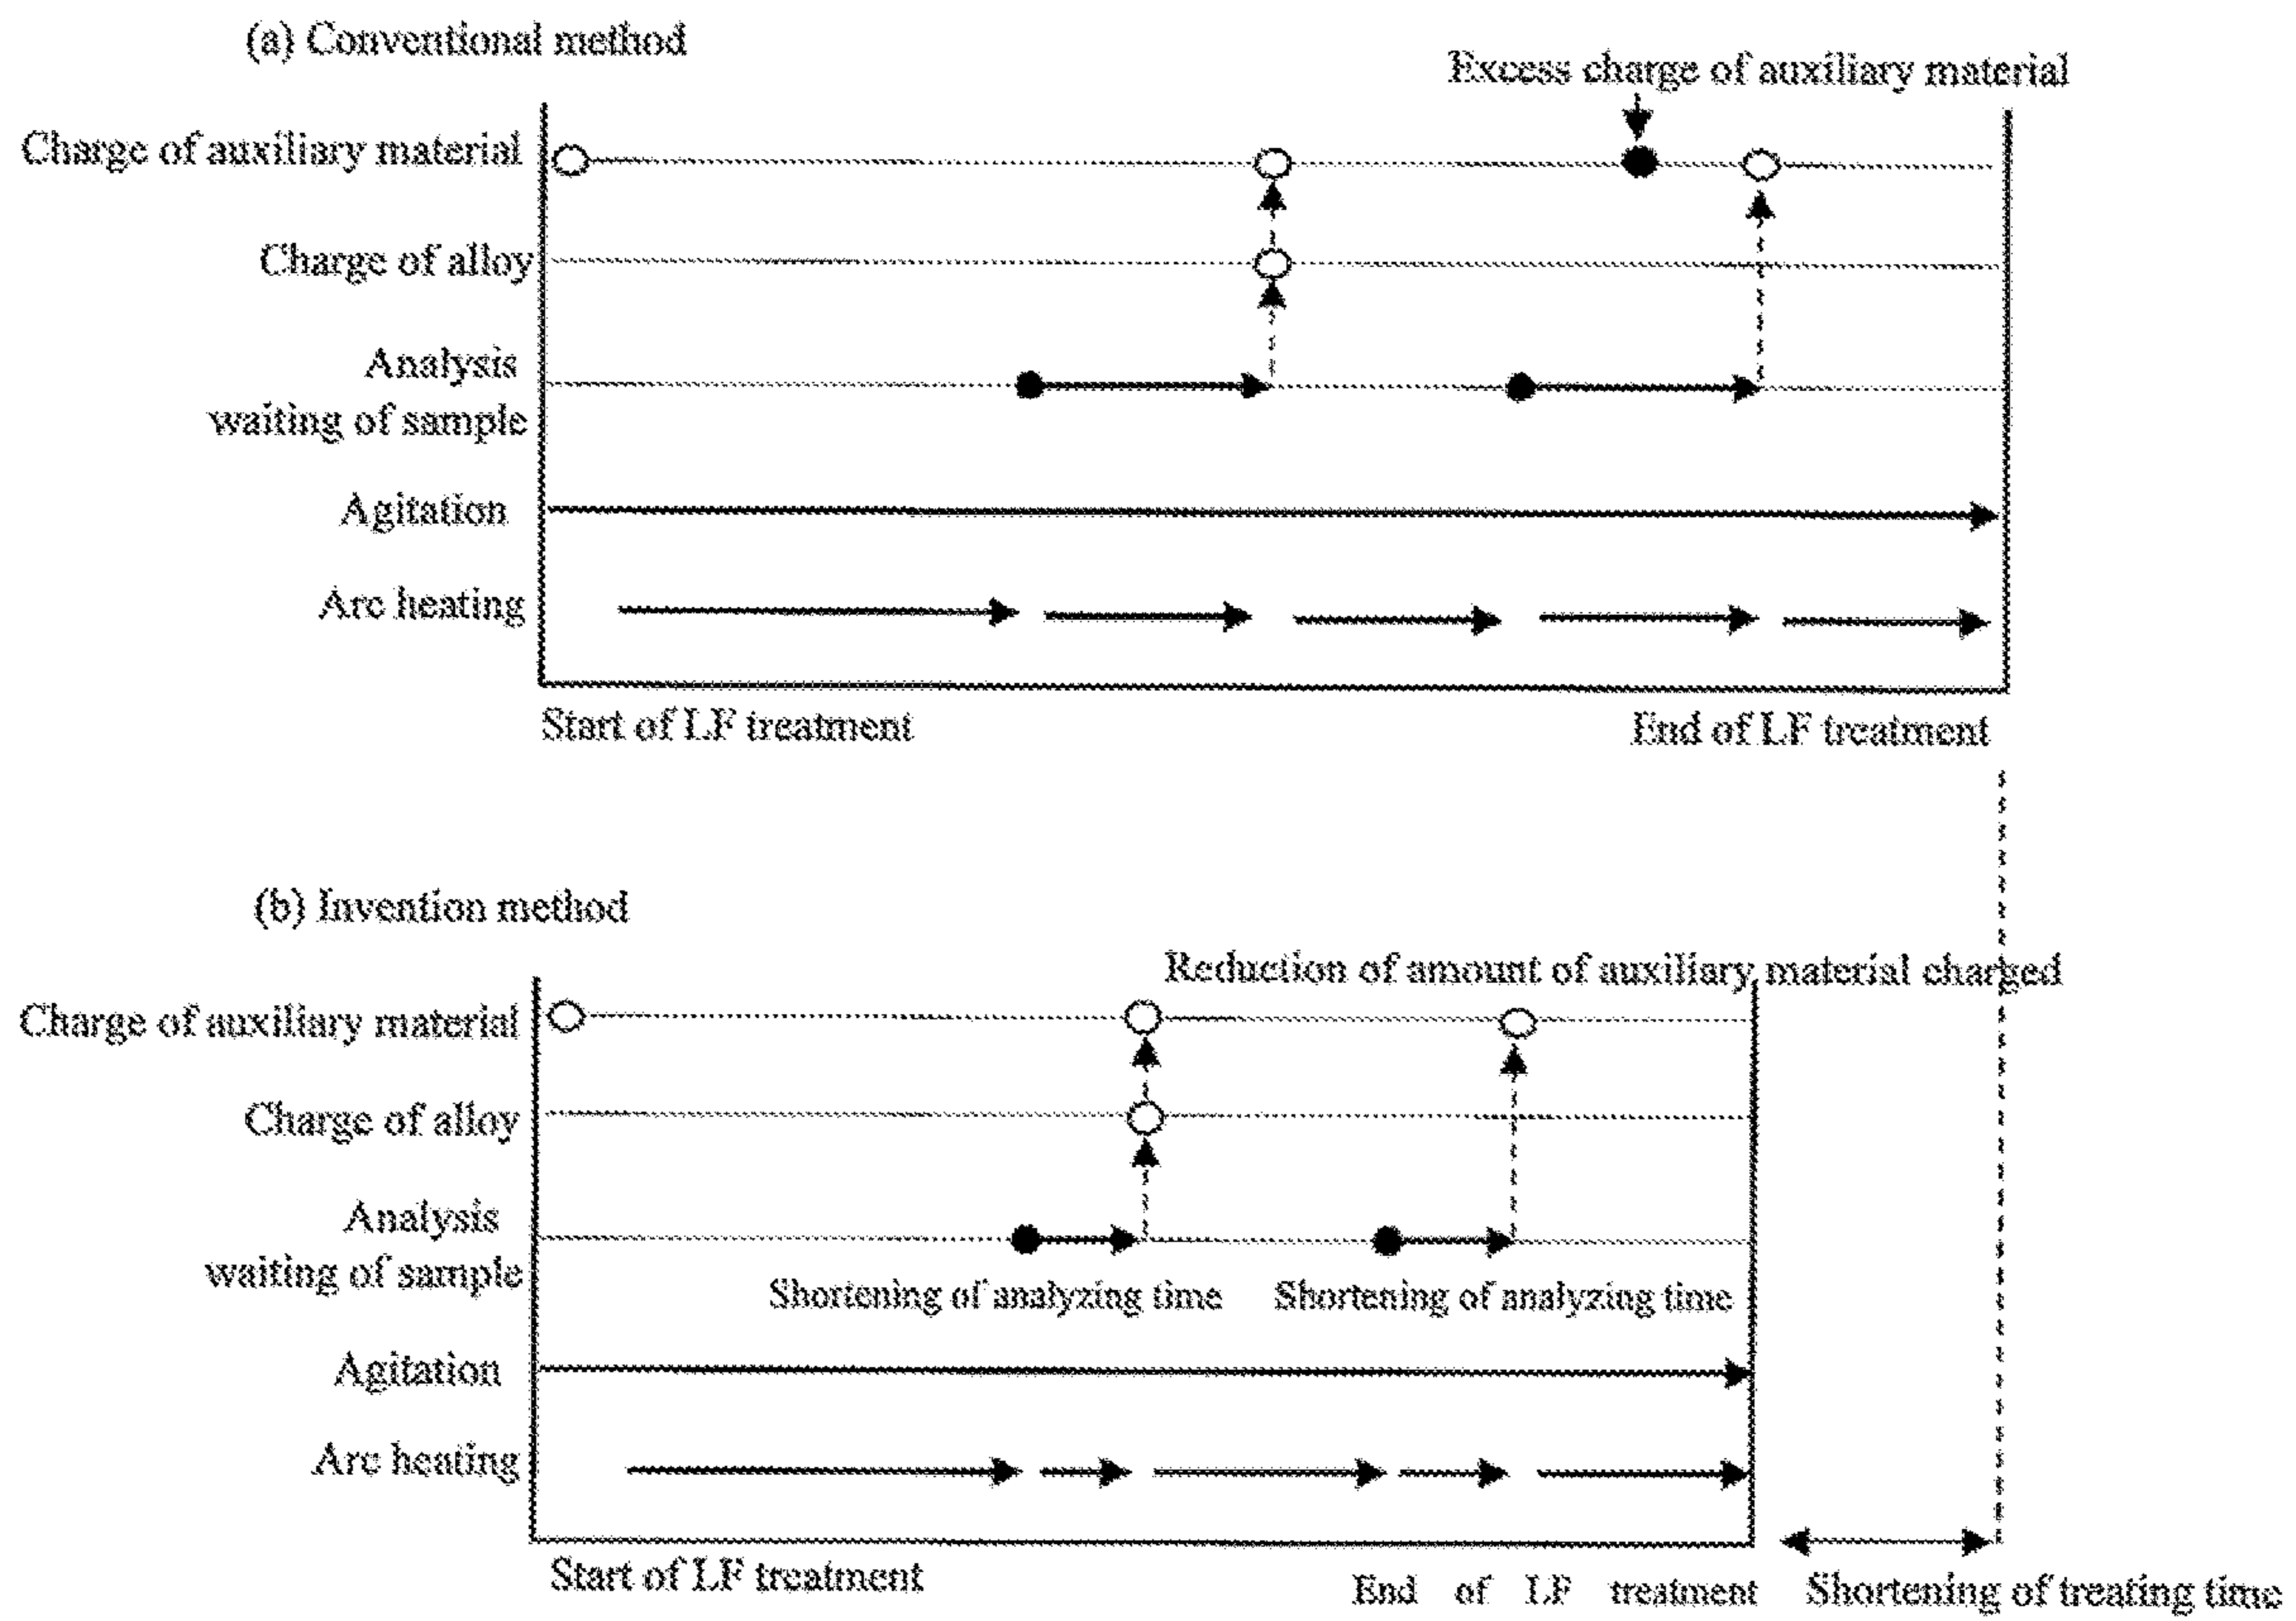 (a) Conventional method
Excess charge of auxiliary material
Charge of auxiliary material
Charge of alloy
Analysis
waiting of sample
Agitation
Arc heating
Start of LF treatment
End of LF treatment
(b) Invention method
Reduction of amount of auxiliary material charged
Charge of auxiliary material
Charge of alloy
Analysis
waiting of sample
Shortening of analyzing time
Shortening of analyzing time
Agitation
Arc heating
Start of LF treatment
End of LF treatment
Shortening of treating time